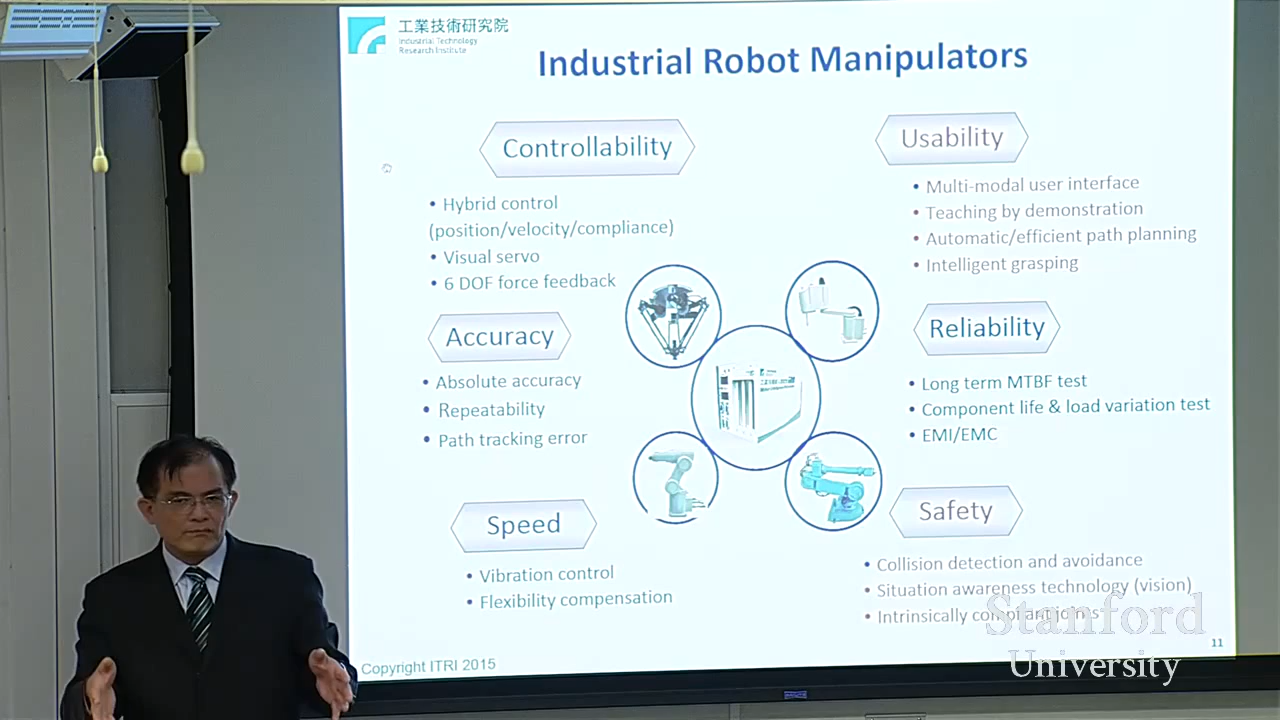 工業技術研究院
Industrial Technology
Research Institute
Industrial Robot Manipulators
Controllability
• Hybrid control
(position/velocity/compliance)
• Visual servo
• 6 DOF force feedback
Accuracy
• Absolute accuracy
• Repeatability
• Path tracking error
Speed
• Vibration control
• Flexibility compensation
Usability
• Multi-modal user interface
• Teaching by demonstration
• Automatic/efficient path planning
• Intelligent grasping
Reliability
• Long term MTBF test
• Component life & load variation test
• EMI/EMC
Safety
• Collision detection and avoidance
• Situation awareness technology (vision)
• Intrinsically compliant joints
Copyright ITRI 2015
11
Stanford
University